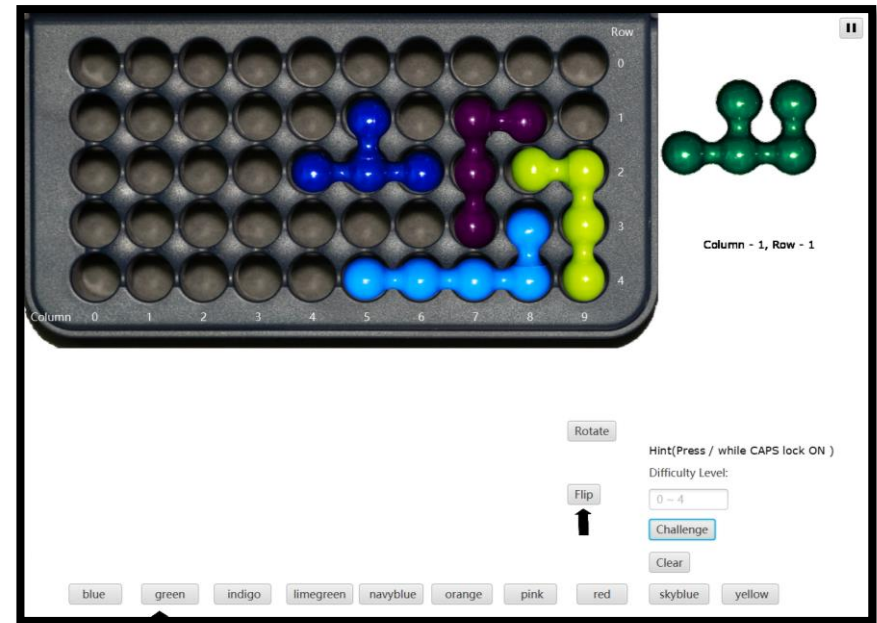 Row
0
1
2
3
4
Column 0 1 2 3 4 5 6 7 8 9
Column - 1, Row - 1
Rotate
Hint(Press / while CAPS lock ON )
Difficulty Level:
Flip
0 ~ 4
Challenge
Clear
blue green indigo limegreen navyblue orange pink red skyblue yellow